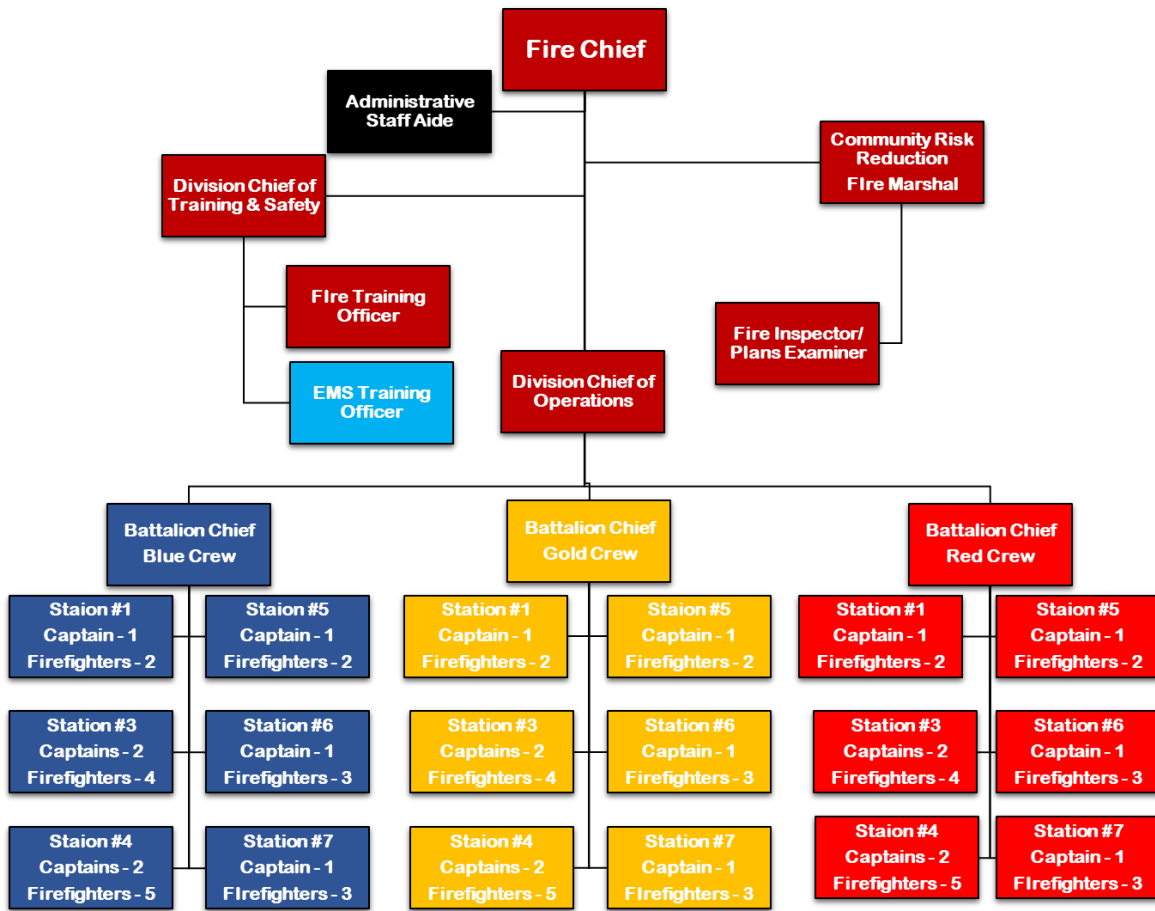 Fire Chief
Administrative
Staff Aide
Community Risk
Reduction
FIre Marshal
Division Chief of
Training & Safety
FIre Training
Officer
Fire Inspector/
Plans Examiner
EMS Training
Officer
Division Chief of
Operations
Battalion Chief
Blue Crew
Battalion Chief
Gold Crew
Battalion Chief
Red Crew
Staion #1
Captain - 1
Firefighters - 2
Staion #5
Captain - 1
Firefighters - 2
Station #3
Captains - 2
Firefighters - 4
Station #6
Captain - 1
Firefighters - 3
Staion #4
Captains - 2
Firefighters - 5
Station #7
Captain - 1
FIrefighters - 3
Station #1
Captain - 1
Firefighters - 2
Staion #5
Captain - 1
Firefighters - 2
Station #3
Captains - 2
Firefighters - 4
Station #6
Captain - 1
Firefighters - 3
Staion #4
Captains - 2
Firefighters - 5
Station #7
Captain - 1
FIrefighters - 3
Station #1
Captain - 1
Firefighters - 2
Staion #5
Captain - 1
Firefighters - 2
Station #3
Captains - 2
Firefighters - 4
Station #6
Captain - 1
Firefighters - 3
Staion #4
Captains - 2
Firefighters - 5
Station #7
Captain - 1
FIrefighters - 3